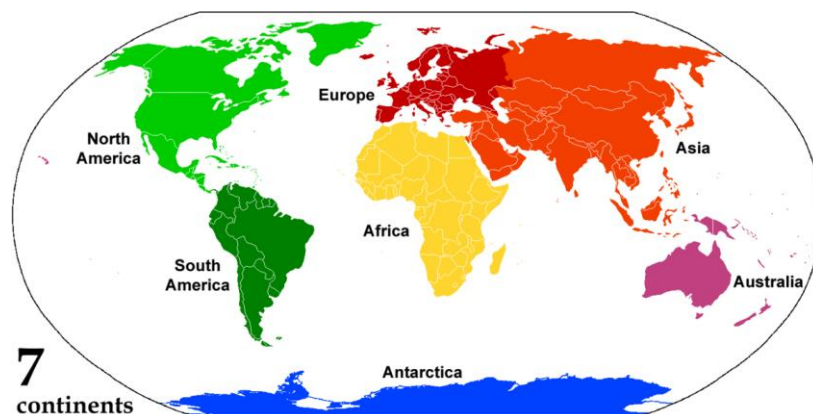 Europe
North
America
Asia
Africa
South
America
Australia
Antarctica
7
continents